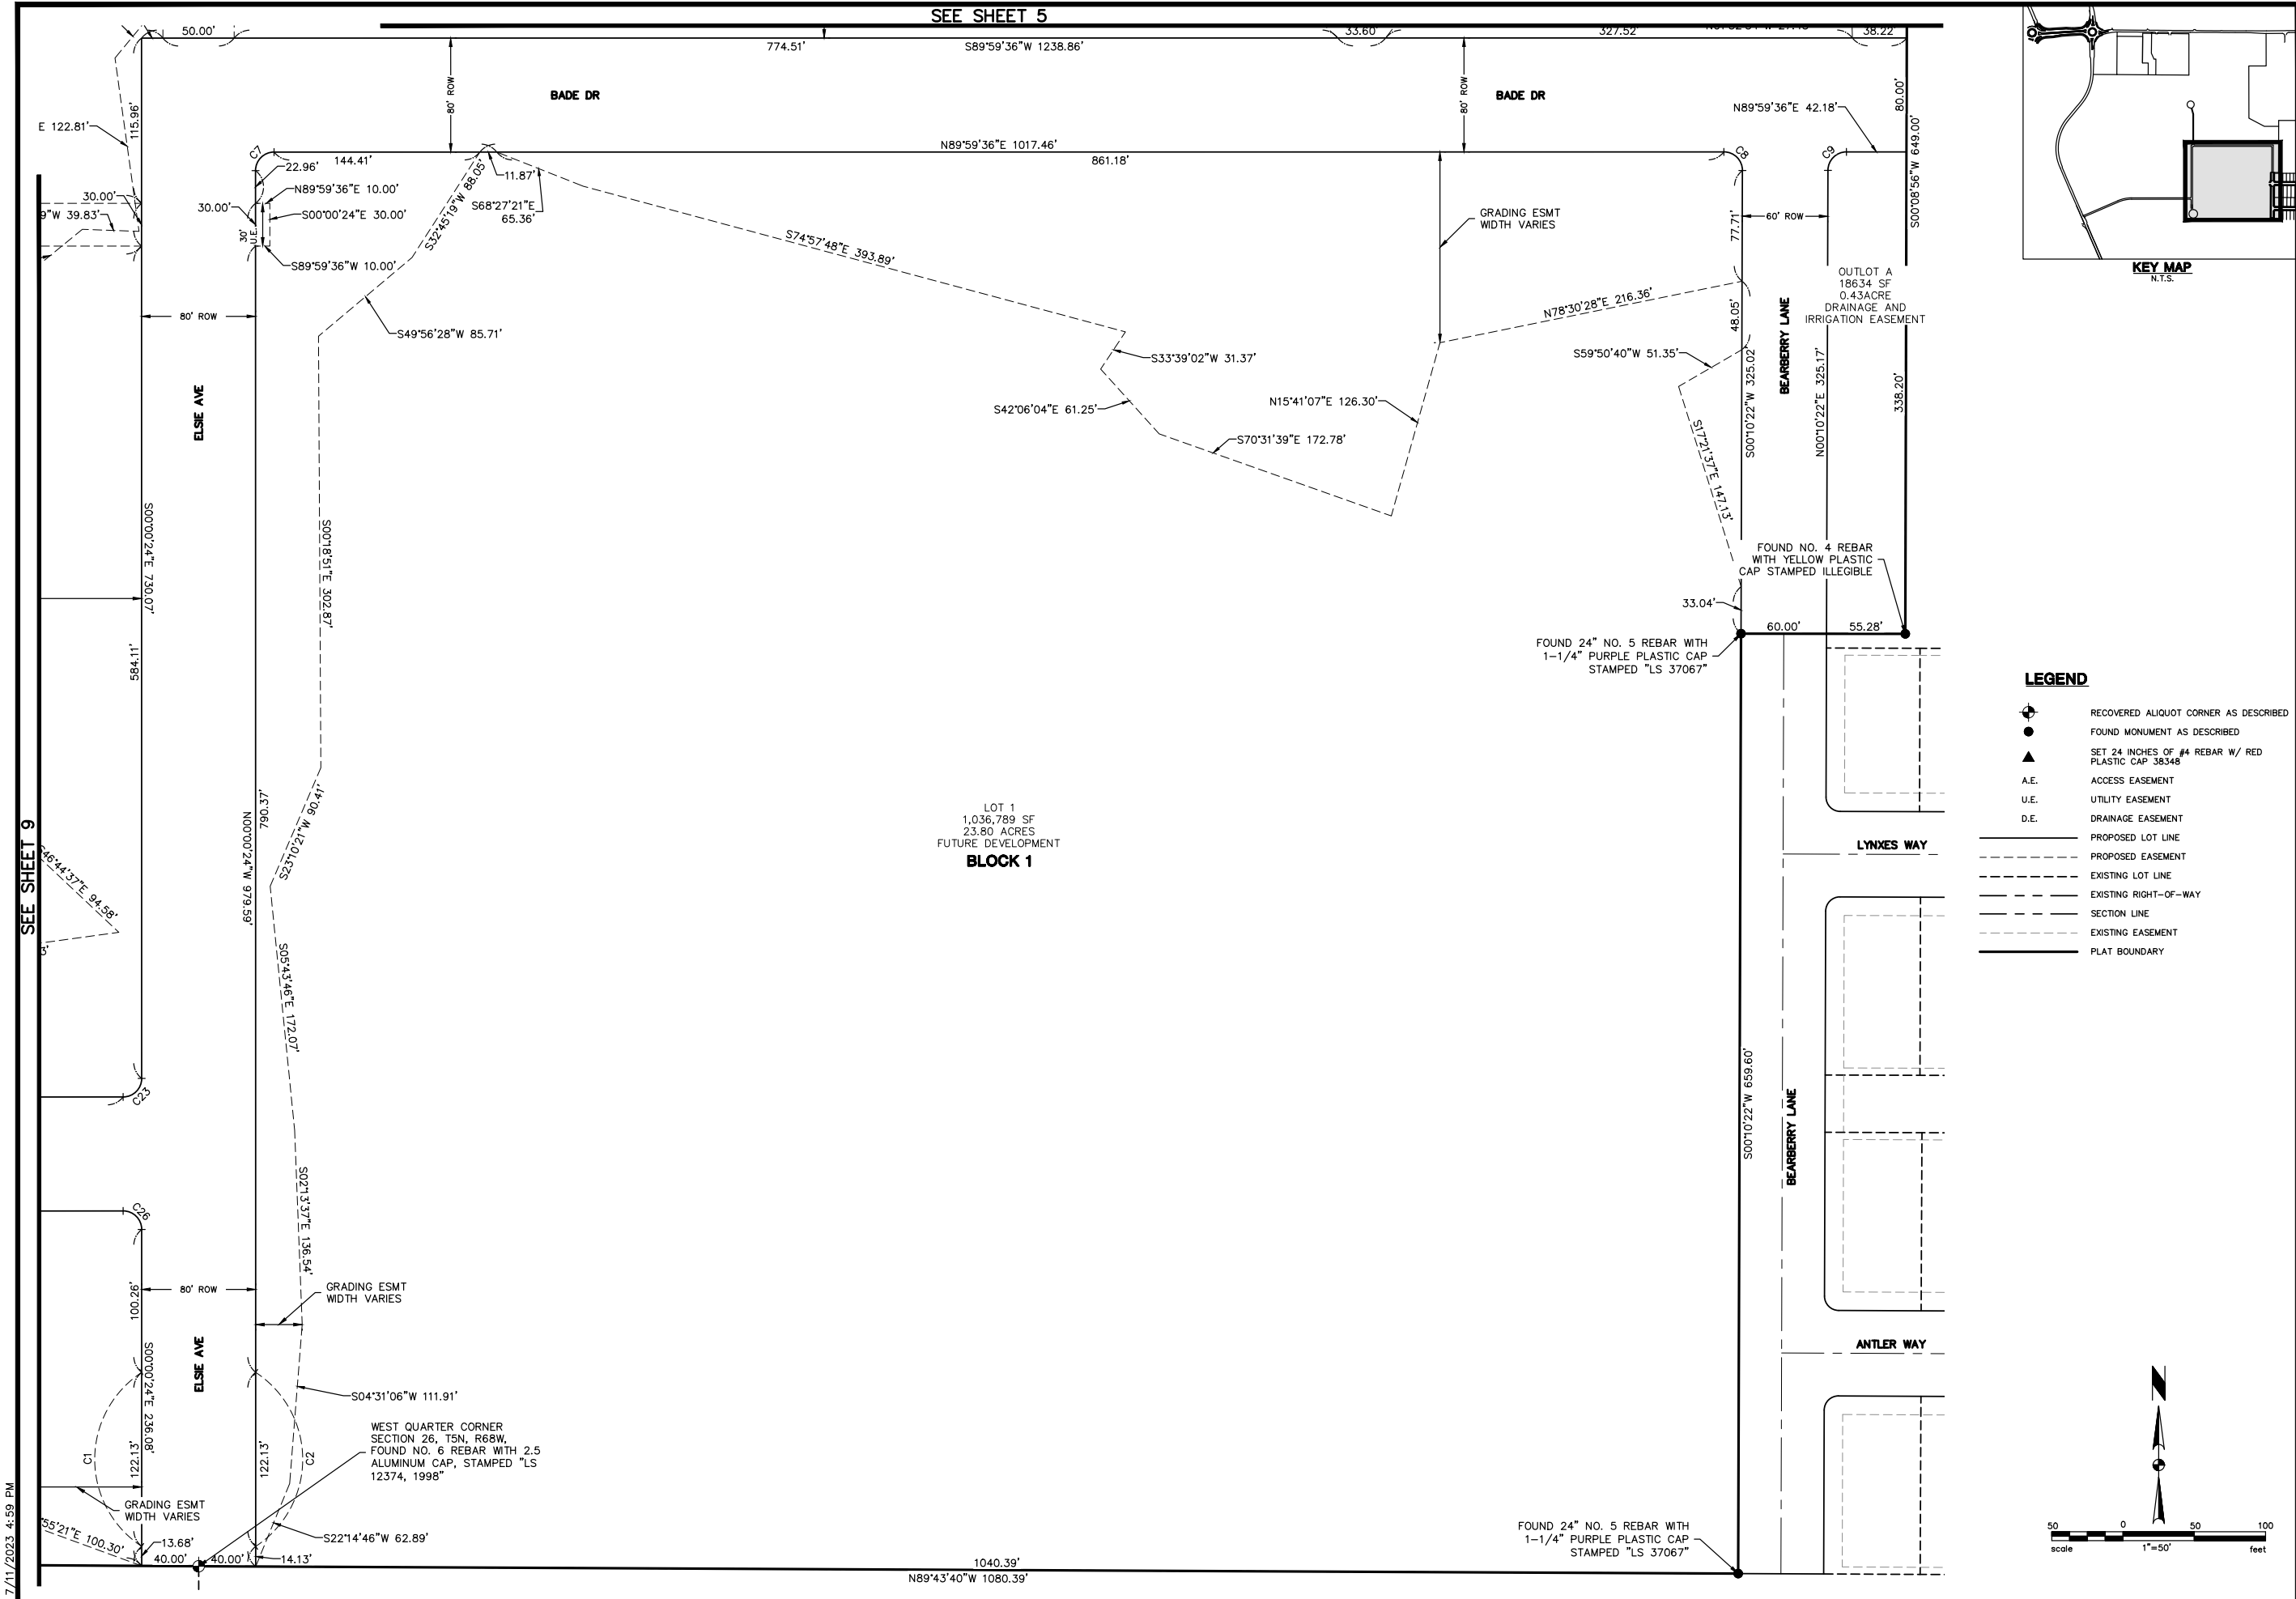 SEE SHEET 5
50.00'
774.51'
S89°59'36"W 1238.86'
33.60
327.52
38.22
80' ROW
BADE DR
80' ROW
BADE DR
N89°59'36"E 42.18'
80.00'
S00°08'56"W 649.00'
E 122.81'
115.96'
C7
144.41'
22.96'
N89°59'36"E 1017.46'
861.18'
C8
C9
11.87'
N89°59'36"E 10.00'
30.00'
30.00'
S00°00'24"E 30.00'
9"W 39.83'
30'
U.E.
S89°59'36"W 10.00'
S32°45'19"W 88.05'
S68°27'21"E
65.36'
S74°57'48"E 393.89'
GRADING ESMT
WIDTH VARIES
77.71'
60' ROW
KEY MAP
N.T.S.
OUTLOT A
18634 SF
0.43ACRE
DRAINAGE AND
IRRIGATION EASEMENT
80' ROW
S49°56'28"W 85.71'
N78°30'28"E 216.36'
48.05'
BEARBERRY LANE
S59°50'40"W 51.35'
S33°39'02"W 31.37'
S42°06'04"E 61.25'
N15°41'07"E 126.30'
S70°31'39"E 172.78'
S00°10'22"W 325.02'
N00°10'22"E 325.17'
338.20'
ELSIE AVE
S17°21'37"E 147.13'
S00°00'24"E 730.07'
S00°18'51"E 302.87'
FOUND NO. 4 REBAR
WITH YELLOW PLASTIC
CAP STAMPED ILLEGIBLE
33.04'
60.00'
55.28'
FOUND 24" NO. 5 REBAR WITH
1-1/4" PURPLE PLASTIC CAP
STAMPED "LS 37067"
584.11'
LEGEND
RECOVERED ALIQUOT CORNER AS DESCRIBED
FOUND MONUMENT AS DESCRIBED
SET 24 INCHES OF #4 REBAR W/ RED
PLASTIC CAP 38348
A.E. ACCESS EASEMENT
U.E. UTILITY EASEMENT
D.E. DRAINAGE EASEMENT
PROPOSED LOT LINE
PROPOSED EASEMENT
EXISTING LOT LINE
EXISTING RIGHT-OF-WAY
SECTION LINE
EXISTING EASEMENT
PLAT BOUNDARY
790.37'
N00°00'24"W 979.59'
S23°10'21"W 90.41'
LOT 1
1,036,789 SF
23.80 ACRES
FUTURE DEVELOPMENT
BLOCK 1
LYNXES WAY
SEE SHEET 9
S46°44'37"E 94.58'
3'
S05°43'46"E 172.07'
C23
S00°10'22"W 659.60'
BEARBERRY LANE
C26
S02°13'37"E 136.54'
100.26'
80' ROW
GRADING ESMT
WIDTH VARIES
ELSIE AVE
ANTLER WAY
S00°00'24"E 236.08'
S04°31'06"W 111.91'
WEST QUARTER CORNER
SECTION 26, T5N, R68W,
FOUND NO. 6 REBAR WITH 2.5
ALUMINUM CAP, STAMPED "LS
12374, 1998"
C1
122.13'
122.13'
C2
N
GRADING ESMT
WIDTH VARIES
°55'21"E 100.30'
13.68'
S22°14'46"W 62.89'
40.00'
40.00'
14.13'
1040.39'
N89°43'40"W 1080.39'
FOUND 24" NO. 5 REBAR WITH
1-1/4" PURPLE PLASTIC CAP
STAMPED "LS 37067"
50 0 50 100
scale 1"=50' feet
7/11/2023 4:59 PM